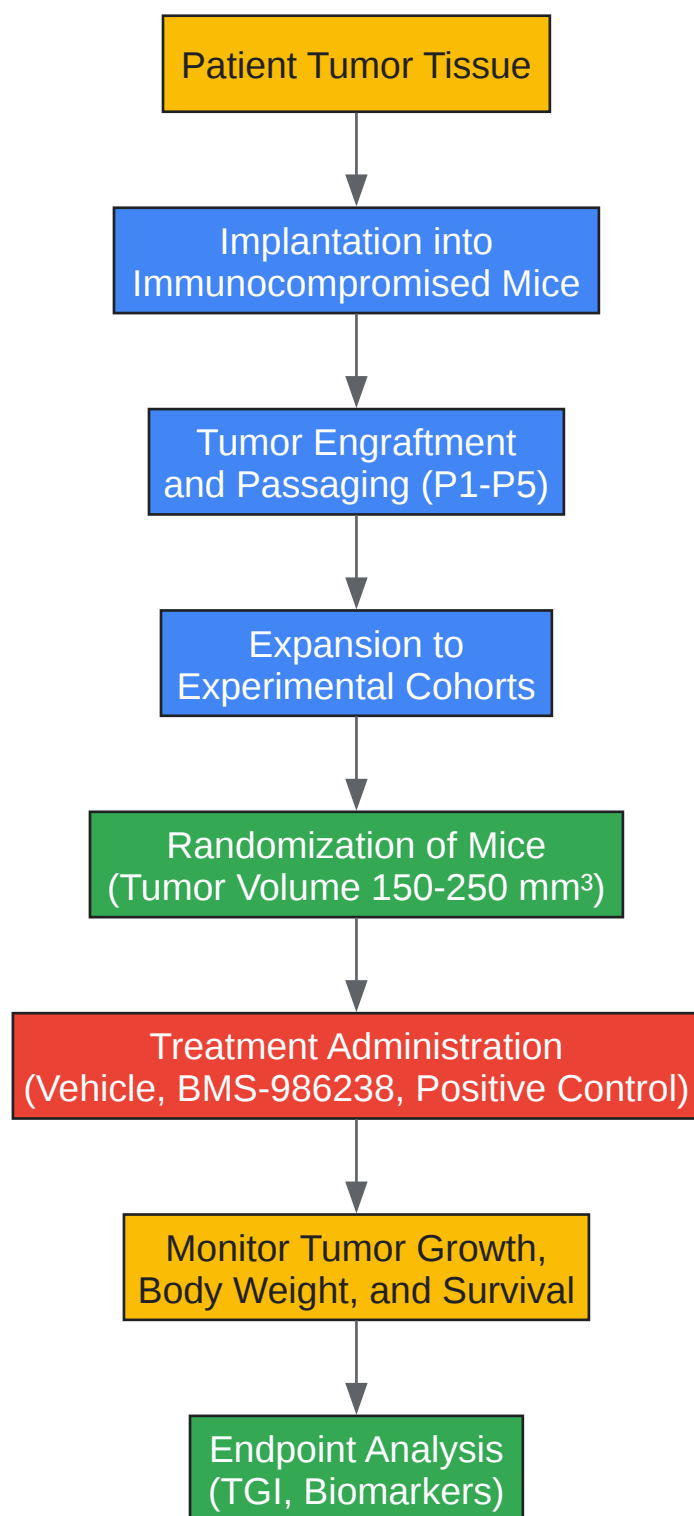 Patient Tumor Tissue
Implantation into
Immunocompromised Mice
Tumor Engraftment
and Passaging (P1-P5)
Expansion to
Experimental Cohorts
Randomization of Mice
(Tumor Volume 150-250 mm³)
Treatment Administration
(Vehicle, BMS-986238, Positive Control)
Monitor Tumor Growth,
Body Weight, and Survival
Endpoint Analysis
(TGI, Biomarkers)